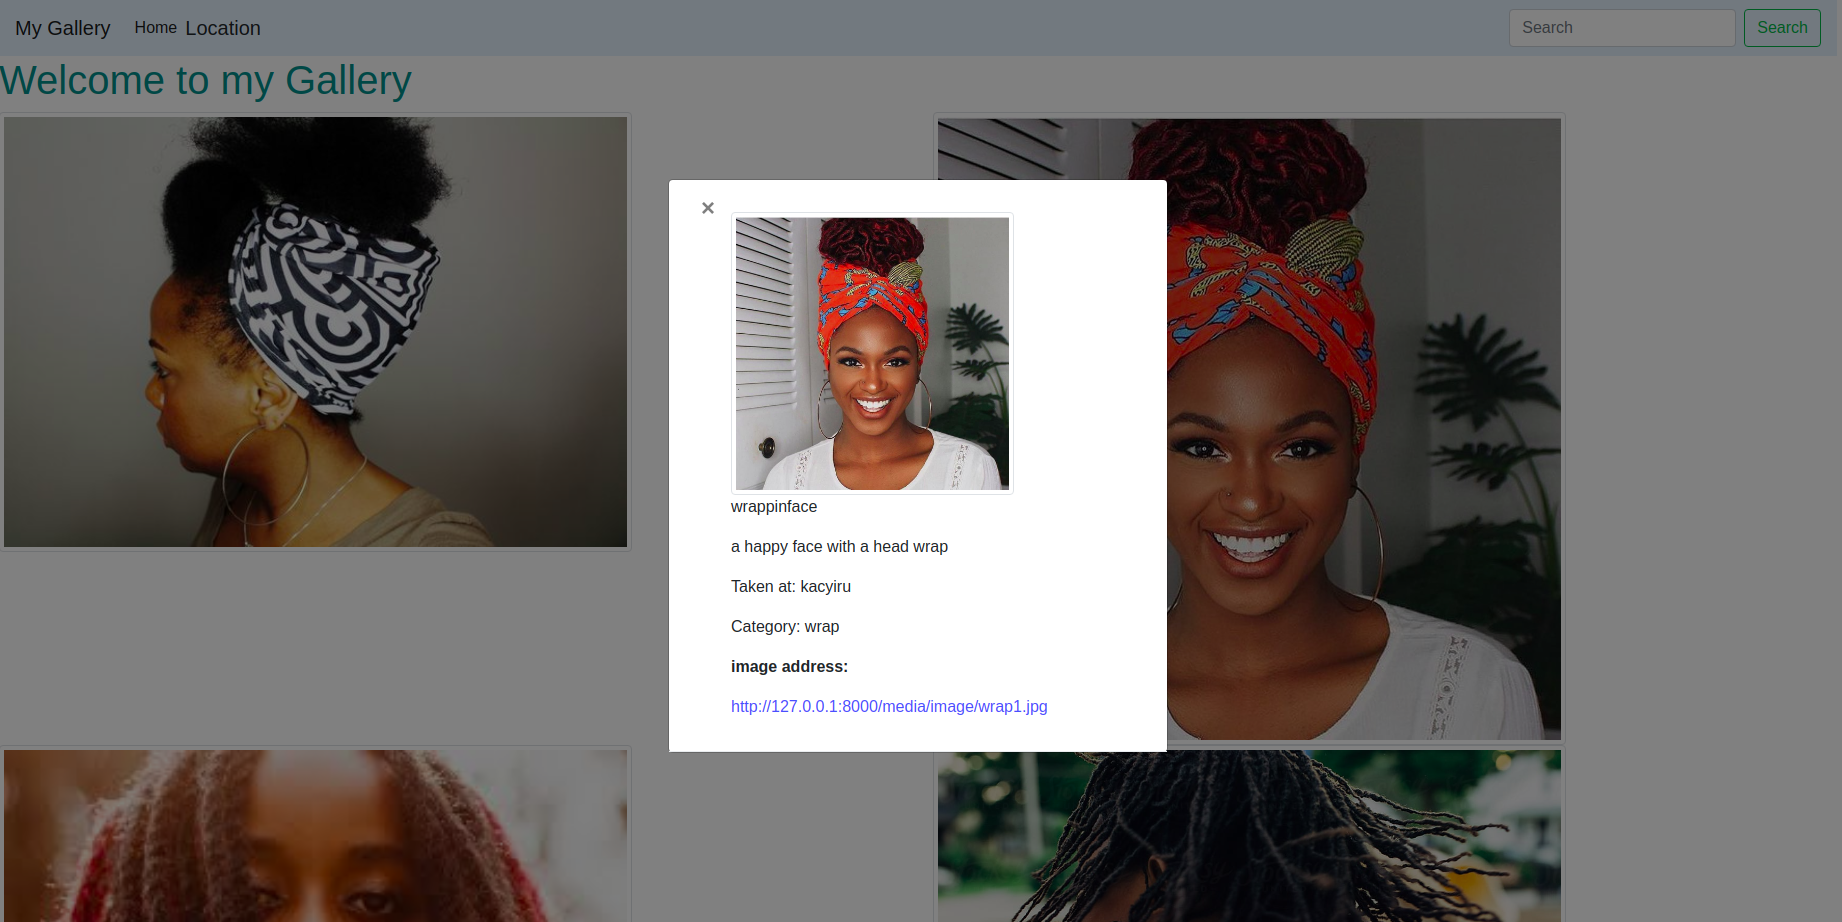 My Gallery Home Location Search Search
Welcome to my Gallery
×
wrappinface
a happy face with a head wrap
Taken at: kacyiru
Category: wrap
image address:
http://127.0.0.1:8000/media/image/wrap1.jpg